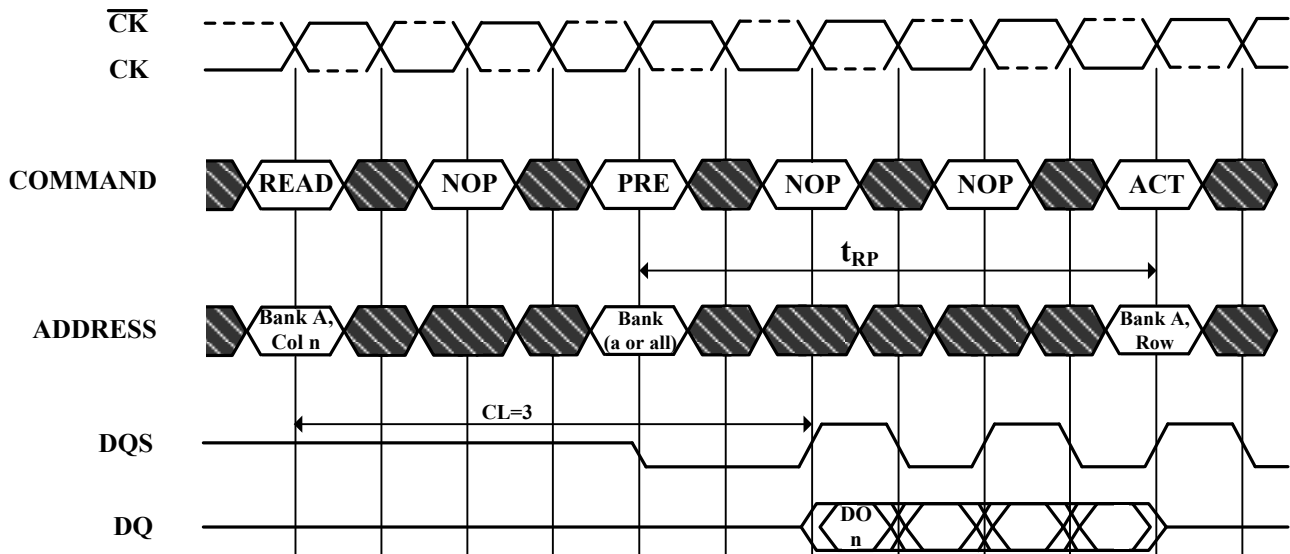 CK
CK
COMMAND
READ
NOP
PRE
NOP
NOP
ACT
tRP
ADDRESS
Bank A,
Col n
Bank
(a or all)
Bank A,
Row
CL=3
DQS
DQ
DO
n